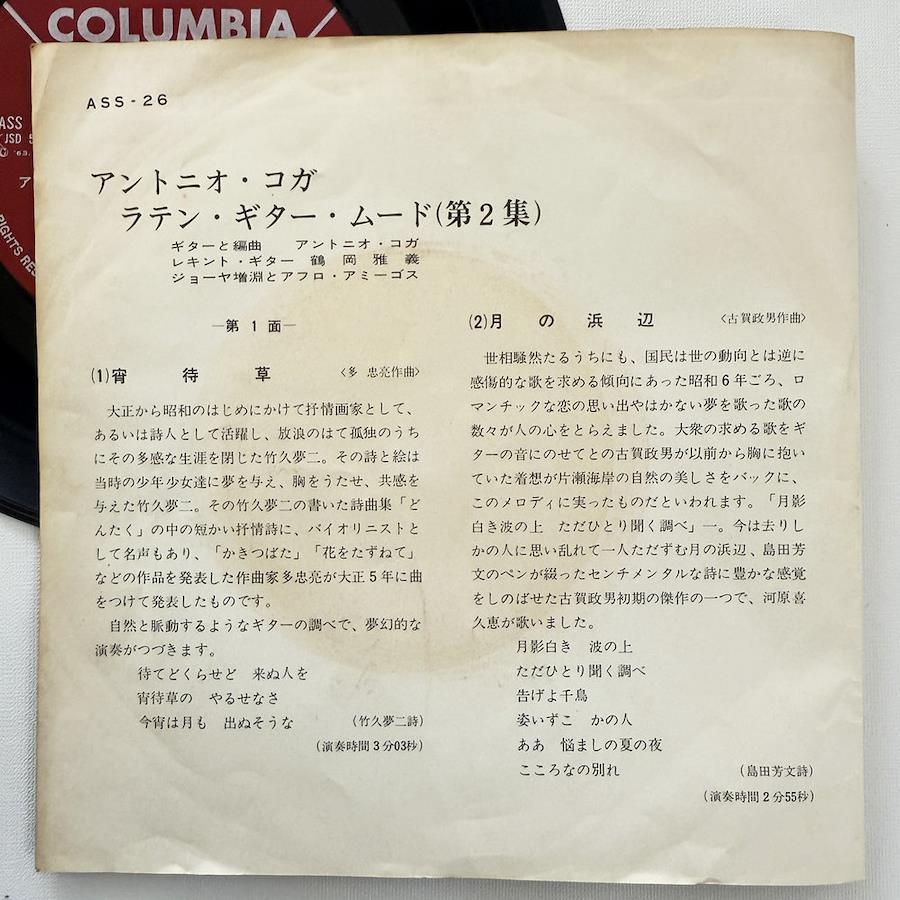 COLUMBIA
ASS
JSD 5
RIGHTS RES
ASS-26
アントニオ・コガ
ラテン・ギター・ムード(第2集)
ギターと編曲 アントニオ・コガ
レキント・ギター 鶴岡雅義
ジョーヤ増淵とアフロ・アミーゴス
―第1面―
(1)宵待草 〈多 忠亮作曲〉
大正から昭和のはじめにかけて抒情画家として、
あるいは詩人として活躍し、放浪のはて孤独のうち
にその多感な生涯を閉じた竹久夢二。その詩と絵は
当時の少年少女達に夢を与え、胸をうたせ、共感を
与えた竹久夢二。その竹久夢二の書いた詩曲集「ど
んたく」の中の短かい抒情詩に、バイオリニストと
して名声もあり、「かきつばた」「花をたずねて」
などの作品を発表した作曲家多忠亮が大正5年に曲
をつけて発表したものです。
自然と脈動するようなギターの調べで、夢幻的な
演奏がつづきます。
待てどくらせど 来ぬ人を
宵待草の やるせなさ
今宵は月も 出ぬそうな (竹久夢二詩)
(演奏時間3分03秒)
(2)月の浜辺 〈古賀政男作曲〉
世相騒然たるうちにも、国民は世の動向とは逆に
感傷的な歌を求める傾向にあった昭和6年ごろ、ロ
マンチックな恋の思い出やはかない夢を歌った歌の
数々が人の心をとらえました。大衆の求める歌をギ
ターの音にのせてとの古賀政男が以前から胸に抱い
ていた着想が片瀬海岸の自然の美しさをバックに、
このメロディに実ったものだといわれます。「月影
白き波の上 ただひとり聞く調べ」―。今は去りし
かの人に思い乱れて一人ただずむ月の浜辺、島田芳
文のペンが綴ったセンチメンタルな詩に豊かな感覚
をしのばせた古賀政男初期の傑作の一つで、河原喜
久恵が歌いました。
月影白き 波の上
ただひとり聞く調べ
告げよ千鳥
姿いずこ かの人
ああ 悩ましの夏の夜
こころなの別れ (島田芳文詩)
(演奏時間2分55秒)